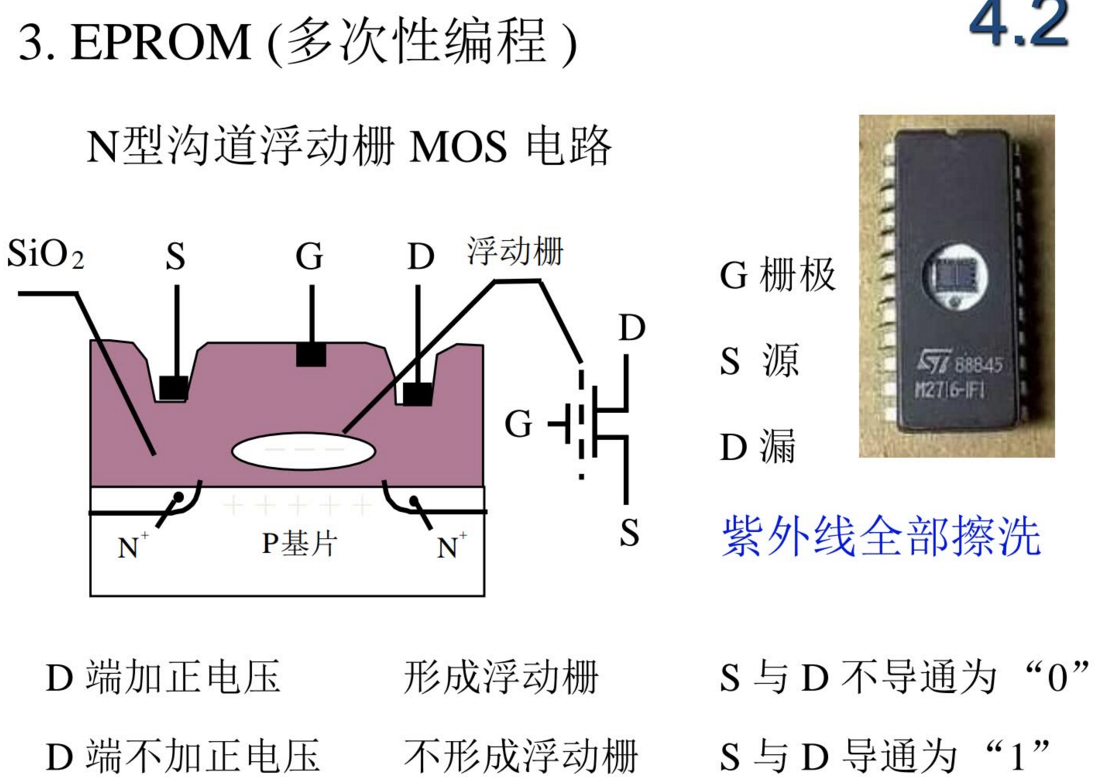 4.2
3. EPROM (多次性编程 )
N型沟道浮动栅 MOS 电路
SiO2 S G D 浮动栅
D
G
S
N+ P基片 N+
G 栅极
S 源
D 漏
88845
M2716-1F1
紫外线全部擦洗
D 端加正电压 形成浮动栅 S 与 D 不导通为 “0”
D 端不加正电压 不形成浮动栅 S 与 D 导通为 “1”